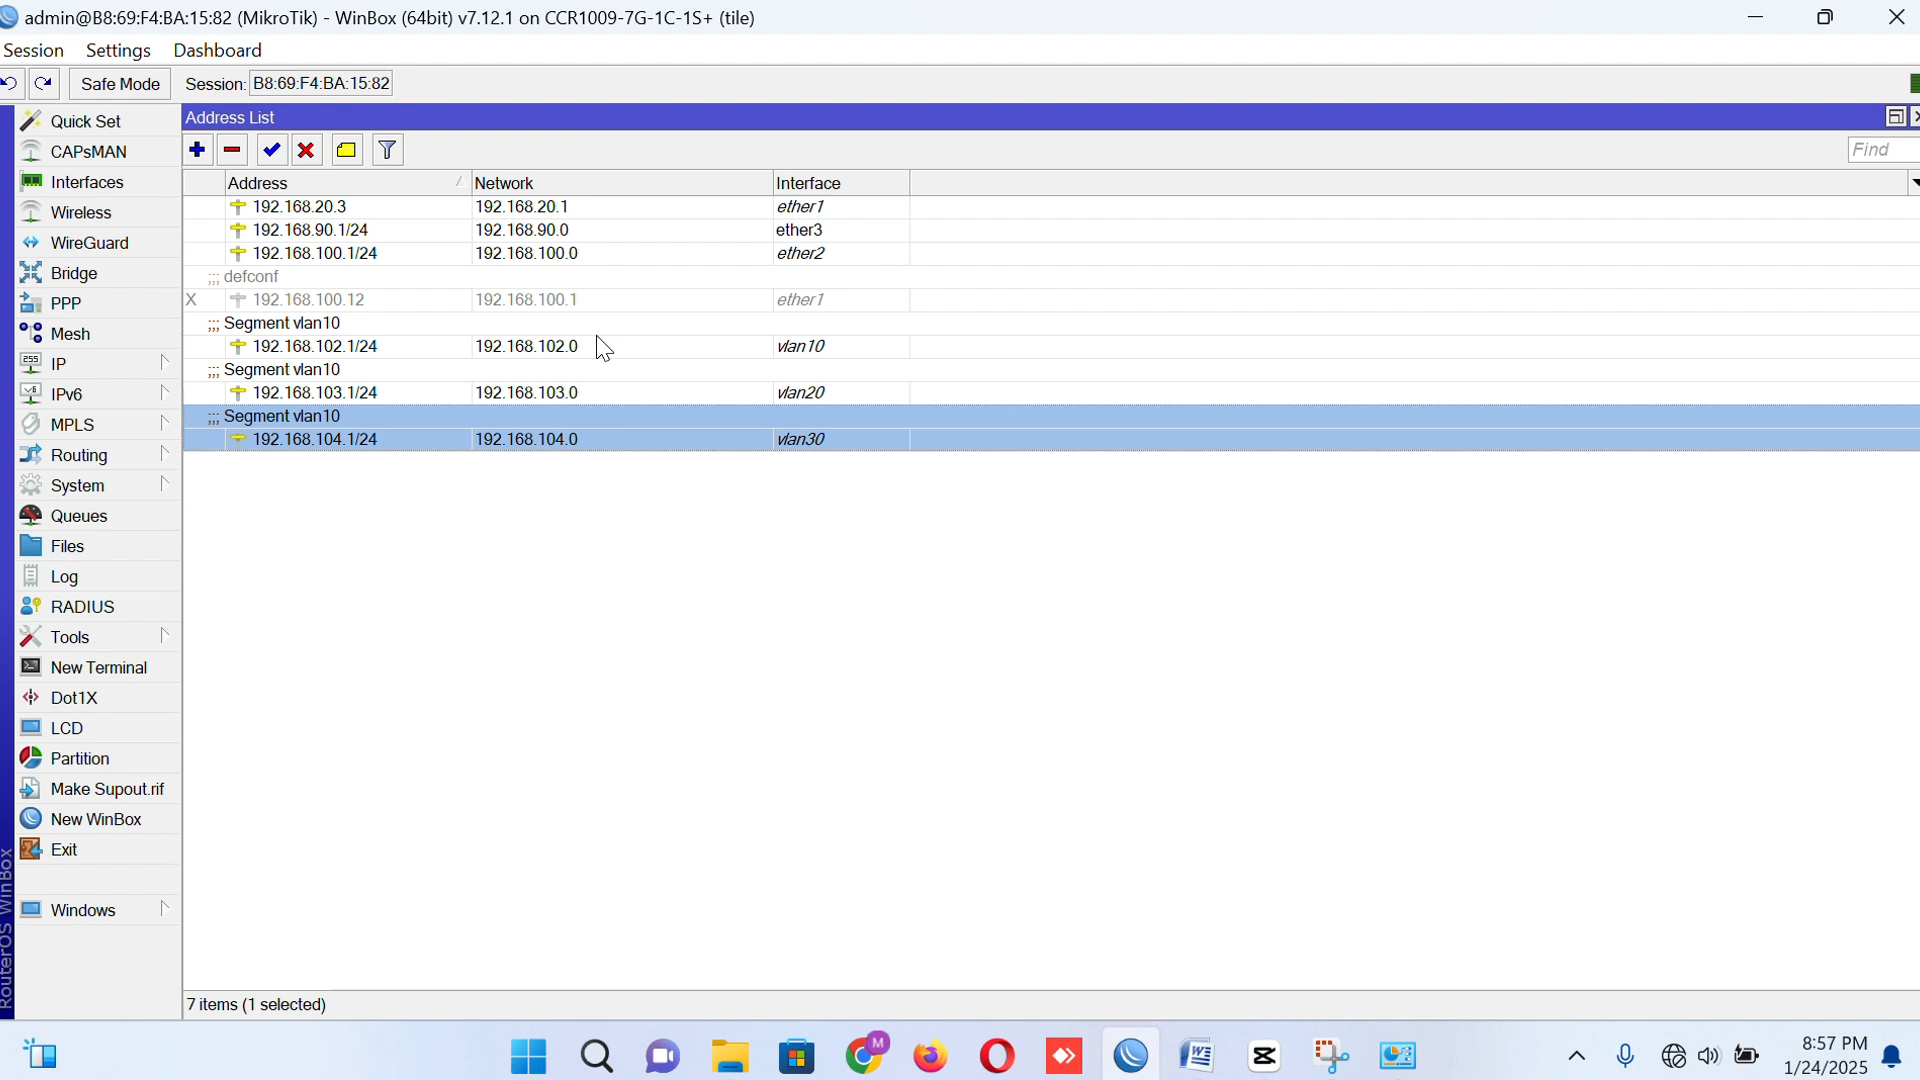 admin@B8:69:F4:BA:15:82 (MikroTik) - WinBox (64bit) v7.12.1 on CCR1009-7G-1C-1S+ (tile)
Session Settings Dashboard
Safe Mode Session: B8:69:F4:BA:15:82
Address List
Find
Address Network Interface
192.168.20.3 192.168.20.1 ether1
192.168.90.1/24 192.168.90.0 ether3
192.168.100.1/24 192.168.100.0 ether2
;;; defconf
X 192.168.100.12 192.168.100.1 ether1
;;; Segment vlan10
192.168.102.1/24 192.168.102.0 vlan10
;;; Segment vlan10
192.168.103.1/24 192.168.103.0 vlan20
;;; Segment vlan10
192.168.104.1/24 192.168.104.0 vlan30
7 items (1 selected)
Quick Set
CAPsMAN
Interfaces
Wireless
WireGuard
Bridge
PPP
Mesh
255
IP
v6
IPv6
MPLS
Routing
System
Queues
Files
Log
RADIUS
Tools
New Terminal
Dot1X
LCD
Partition
Make Supout.rif
New WinBox
Exit
Windows
RouterOS WinBox
M
W
8:57 PM
1/24/2025